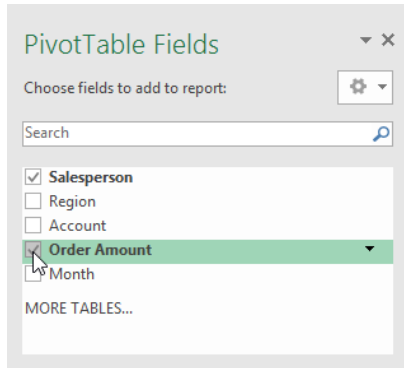 PivotTable Fields
Choose fields to add to report:
Search
Salesperson
Region
Account
Order Amount
Month
MORE TABLES...